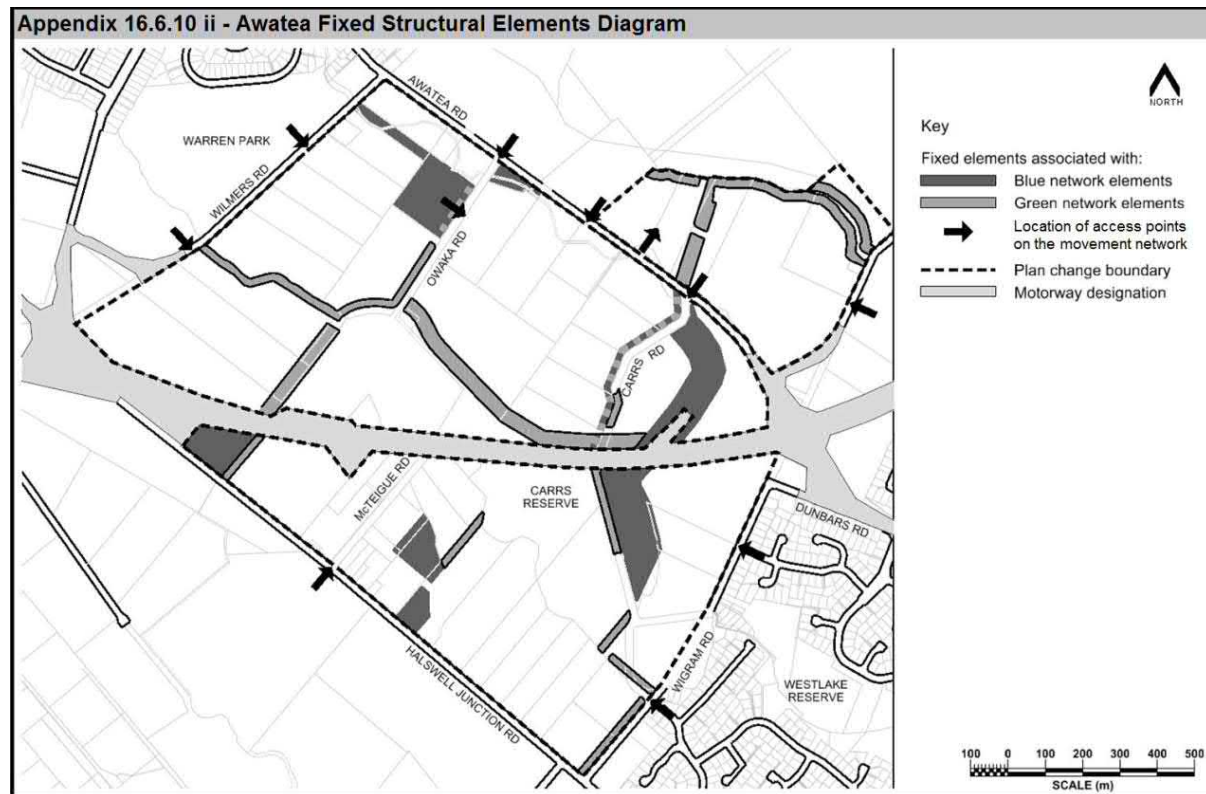 Appendix 16.6.10 ii - Awatea Fixed Structural Elements Diagram
AWATEA RD
WARREN PARK
WILMERS RD
OWAKA RD
CARRS RD
McTEIGUE RD
CARRS
RESERVE
DUNBARS RD
HALSWELL JUNCTION RD
WIGRAM RD
WESTLAKE
RESERVE
NORTH
Key
Fixed elements associated with:
Blue network elements
Green network elements
Location of access points
on the movement network
Plan change boundary
Motorway designation
100 0 100 200 300 400 500
SCALE (m)